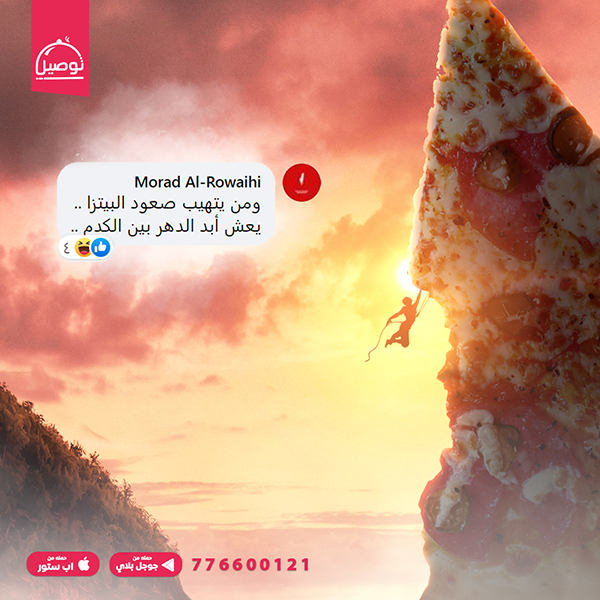 توصيل
Morad Al-Rowaihi
ومن يتهيب صعود البيتزا ..
يعش أبد الدهر بين الكدم ..
٤
حمله من
اب ستور
حمله من
جوجل بلاي
776600121